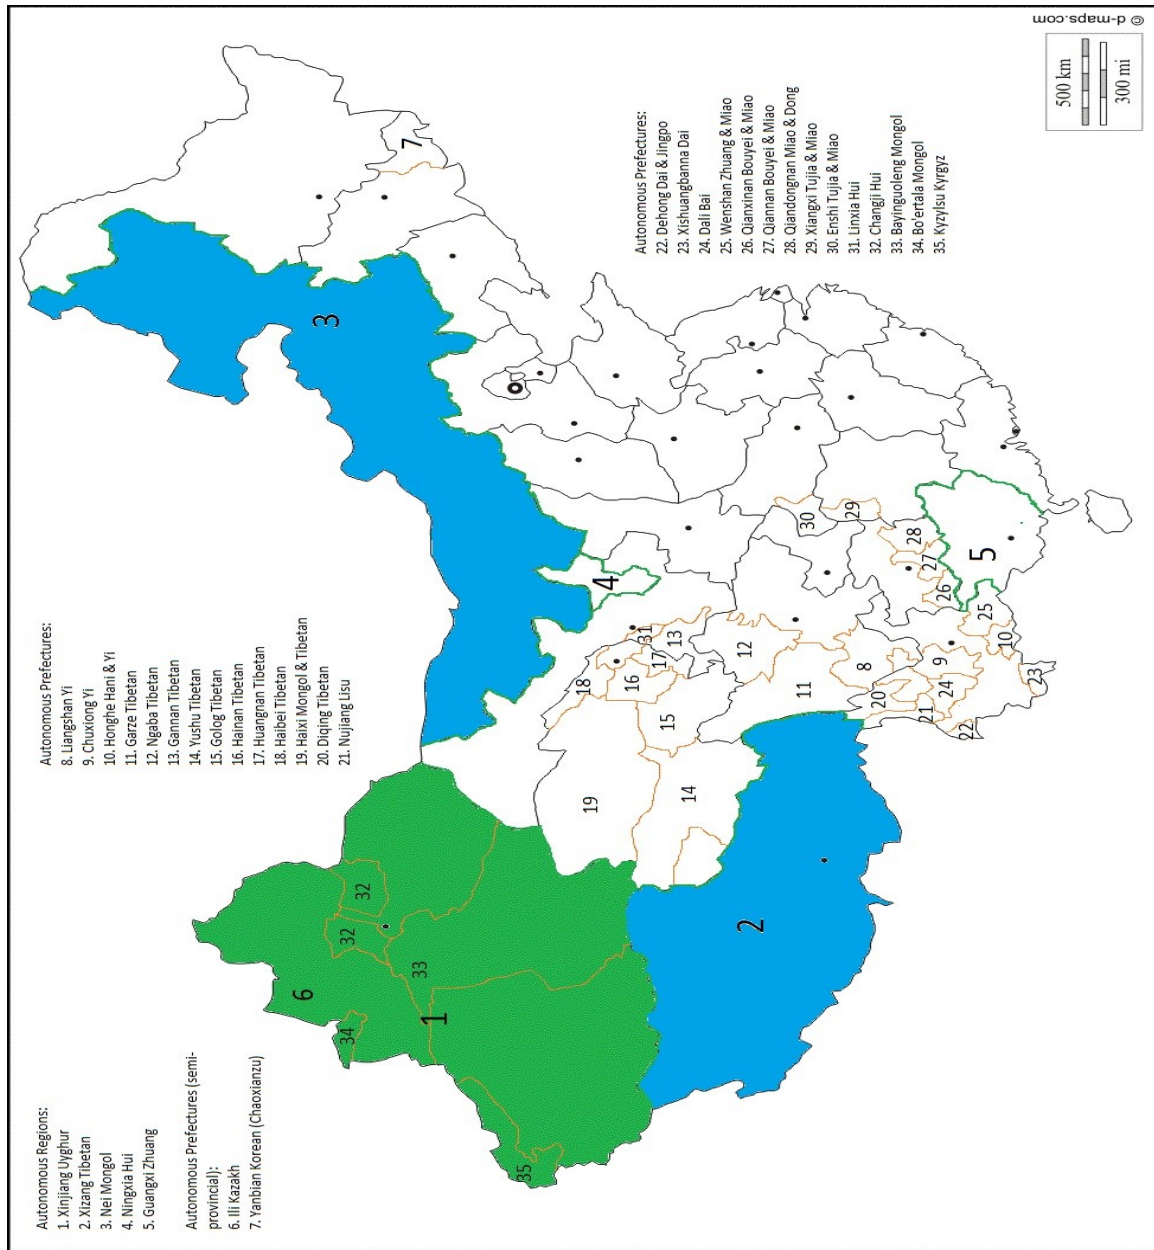 Autonomous Regions:
1. Xinjiang Uyghur
2. Xizang Tibetan
3. Nei Mongol
4. Ningxia Hui
5. Guangxi Zhuang
Autonomous Prefectures (semi-
provincial):
6. Ili Kazakh
7. Yanbian Korean (Chaoxianzu)
Autonomous Prefectures:
8. Liangshan Yi
9. Chuxiong Yi
10. Honghe Hani & Yi
11. Garze Tibetan
12. Ngaba Tibetan
13. Gannan Tibetan
14. Yushu Tibetan
15. Golog Tibetan
16. Hainan Tibetan
17. Huangnan Tibetan
18. Haibei Tibetan
19. Haixi Mongol & Tibetan
20. Diqing Tibetan
21. Nujiang Lisu
Autonomous Prefectures:
22. Dehong Dai & Jingpo
23. Xishuangbanna Dai
24. Dali Bai
25. Wenshan Zhuang & Miao
26. Qianxinan Bouyei & Miao
27. Qiannan Bouyei & Miao
28. Qiandongnan Miao & Dong
29. Xiangxi Tujia & Miao
30. Enshi Tujia & Miao
31. Linxia Hui
32. Changji Hui
33. Bayinguoleng Mongol
34. Bo'ertala Mongol
35. Kyzylsu Kyrgyz
500 km
300 mi
© d-maps.com
1
2
3
4
5
6
7
8
9
10
11
12
13
14
15
16
17
18
19
20
21
22
23
24
25
26
27
28
29
30
31
32
32
33
34
35